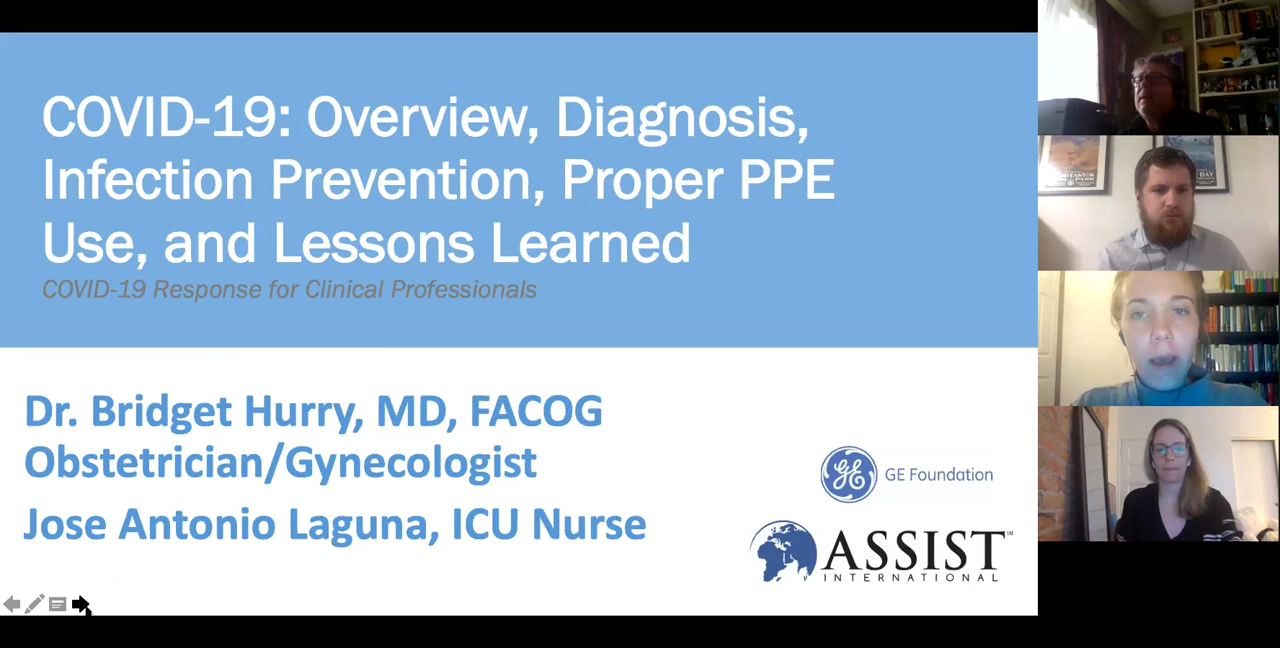 COVID-19: Overview, Diagnosis,
Infection Prevention, Proper PPE
Use, and Lessons Learned
COVID-19 Response for Clinical Professionals
Dr. Bridget Hurry, MD, FACOG
Obstetrician/Gynecologist
Jose Antonio Laguna, ICU Nurse
GE
GE Foundation
ASSIST
INTERNATIONAL